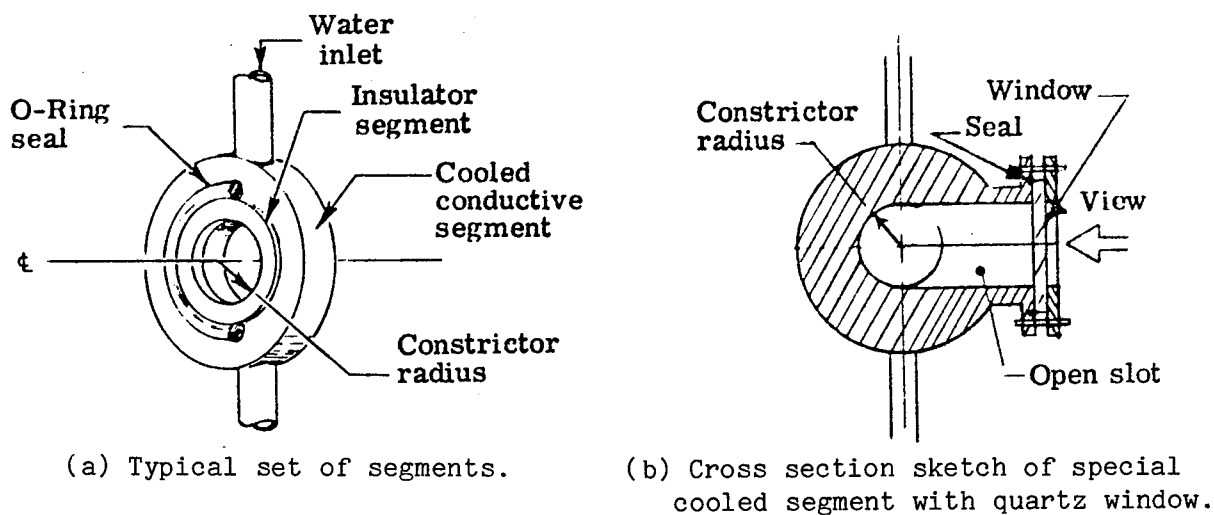 Water
inlet
O-Ring
seal
Insulator
segment
Cooled
conductive
segment
℄
Constrictor
radius
(a) Typical set of segments.
Constrictor
radius
Window
Seal
View
Open slot
(b) Cross section sketch of special
cooled segment with quartz window.